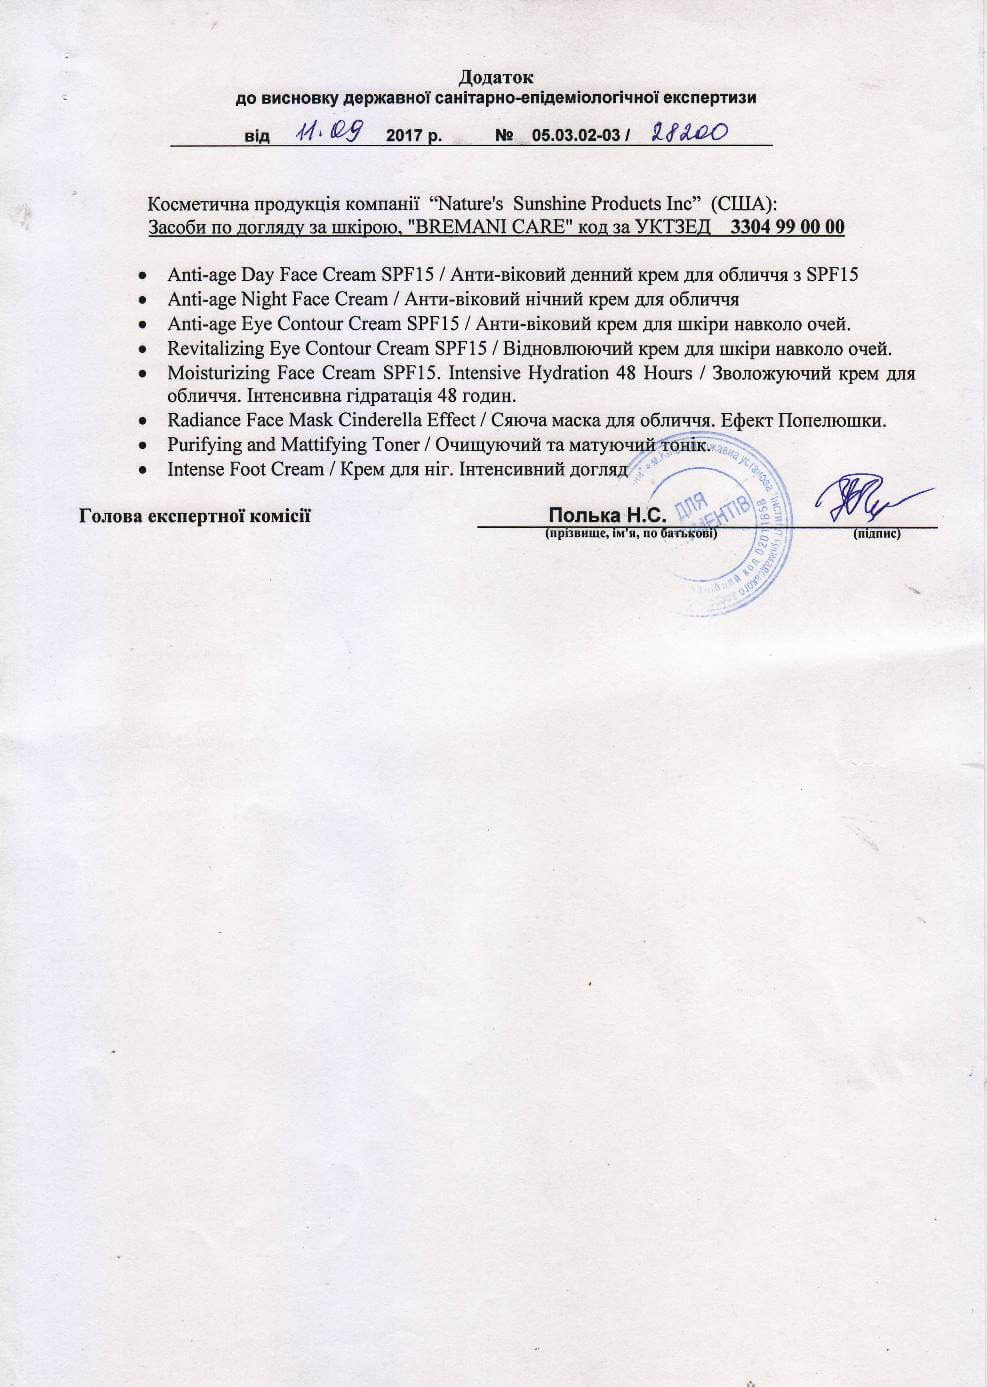 Додаток
до висновку державної санітарно-епідеміологічної експертизи
від 11.09 2017 р. № 05.03.02-03 / 28200
Косметична продукція компанії “Nature's Sunshine Products Inc” (США):
Засоби по догляду за шкірою, "BREMANI CARE" код за УКТЗЕД 3304 99 00 00
• Anti-age Day Face Cream SPF15 / Анти-віковий денний крем для обличчя з SPF15
• Anti-age Night Face Cream / Анти-віковий нічний крем для обличчя
• Anti-age Eye Contour Cream SPF15 / Анти-віковий крем для шкіри навколо очей.
• Revitalizing Eye Contour Cream SPF15 / Відновлюючий крем для шкіри навколо очей.
• Moisturizing Face Cream SPF15. Intensive Hydration 48 Hours / Зволожуючий крем для
обличчя. Інтенсивна гідратація 48 годин.
• Radiance Face Mask Cinderella Effect / Сяюча маска для обличчя. Ефект Попелюшки.
• Purifying and Mattifying Toner / Очищуючий та матуючий тонік.
• Intense Foot Cream / Крем для ніг. Інтенсивний догляд
Голова експертної комісії Полька Н.С.
(прізвище, ім’я, по батькові) (підпис)
ДЛЯ